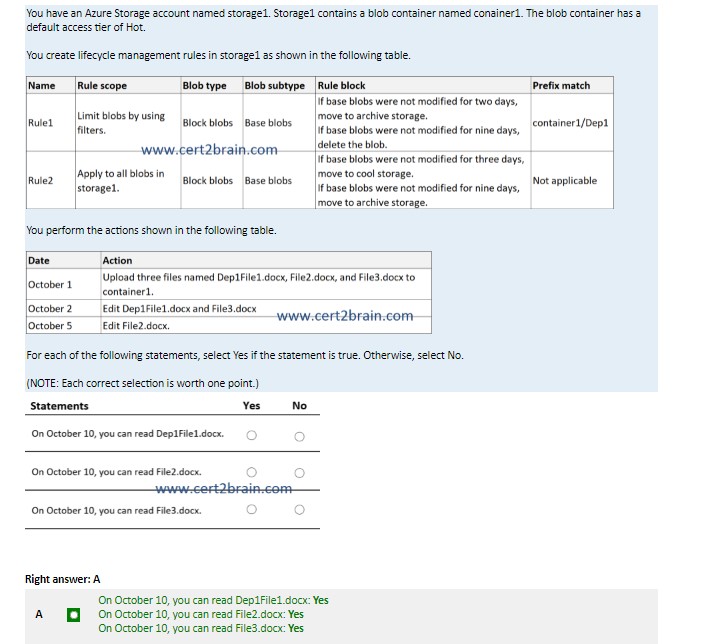 You have an Azure Storage account named storage1. Storage1 contains a blob container named conainer1. The blob container has a
default access tier of Hot.
You create lifecycle management rules in storage1 as shown in the following table.
Name Rule scope Blob type Blob subtype Rule block Prefix match
Rule1 Limit blobs by using filters. Block blobs Base blobs If base blobs were not modified for two days, move to archive storage. If base blobs were not modified for nine days, delete the blob. container1/Dep1
www.cert2brain.com
Rule2 Apply to all blobs in storage1. Block blobs Base blobs If base blobs were not modified for three days, move to cool storage. If base blobs were not modified for nine days, move to archive storage. Not applicable
You perform the actions shown in the following table.
Date Action
October 1 Upload three files named Dep1File1.docx, File2.docx, and File3.docx to container1.
October 2 Edit Dep1File1.docx and File3.docx
October 5 Edit File2.docx.
www.cert2brain.com
For each of the following statements, select Yes if the statement is true. Otherwise, select No.
(NOTE: Each correct selection is worth one point.)
Statements Yes No
On October 10, you can read Dep1File1.docx.
On October 10, you can read File2.docx.
www.cert2brain.com
On October 10, you can read File3.docx.
Right answer: A
A
On October 10, you can read Dep1File1.docx: Yes
On October 10, you can read File2.docx: Yes
On October 10, you can read File3.docx: Yes